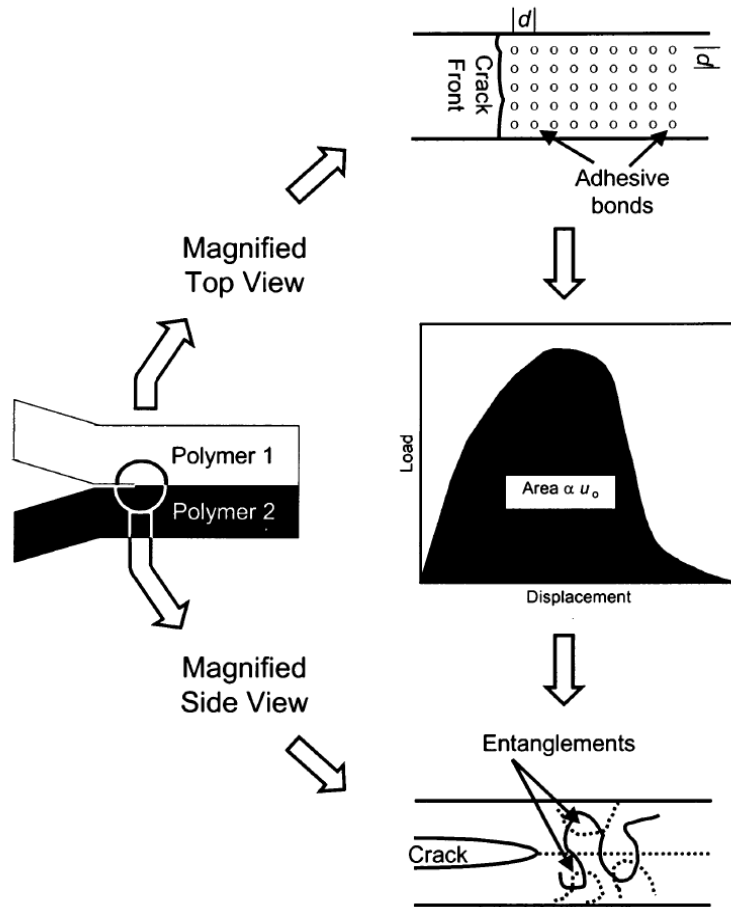 d
Crack
Front
d
Adhesive
bonds
Magnified
Top View
Load
Area α uₒ
Displacement
Polymer 1
Polymer 2
Magnified
Side View
Entanglements
Crack